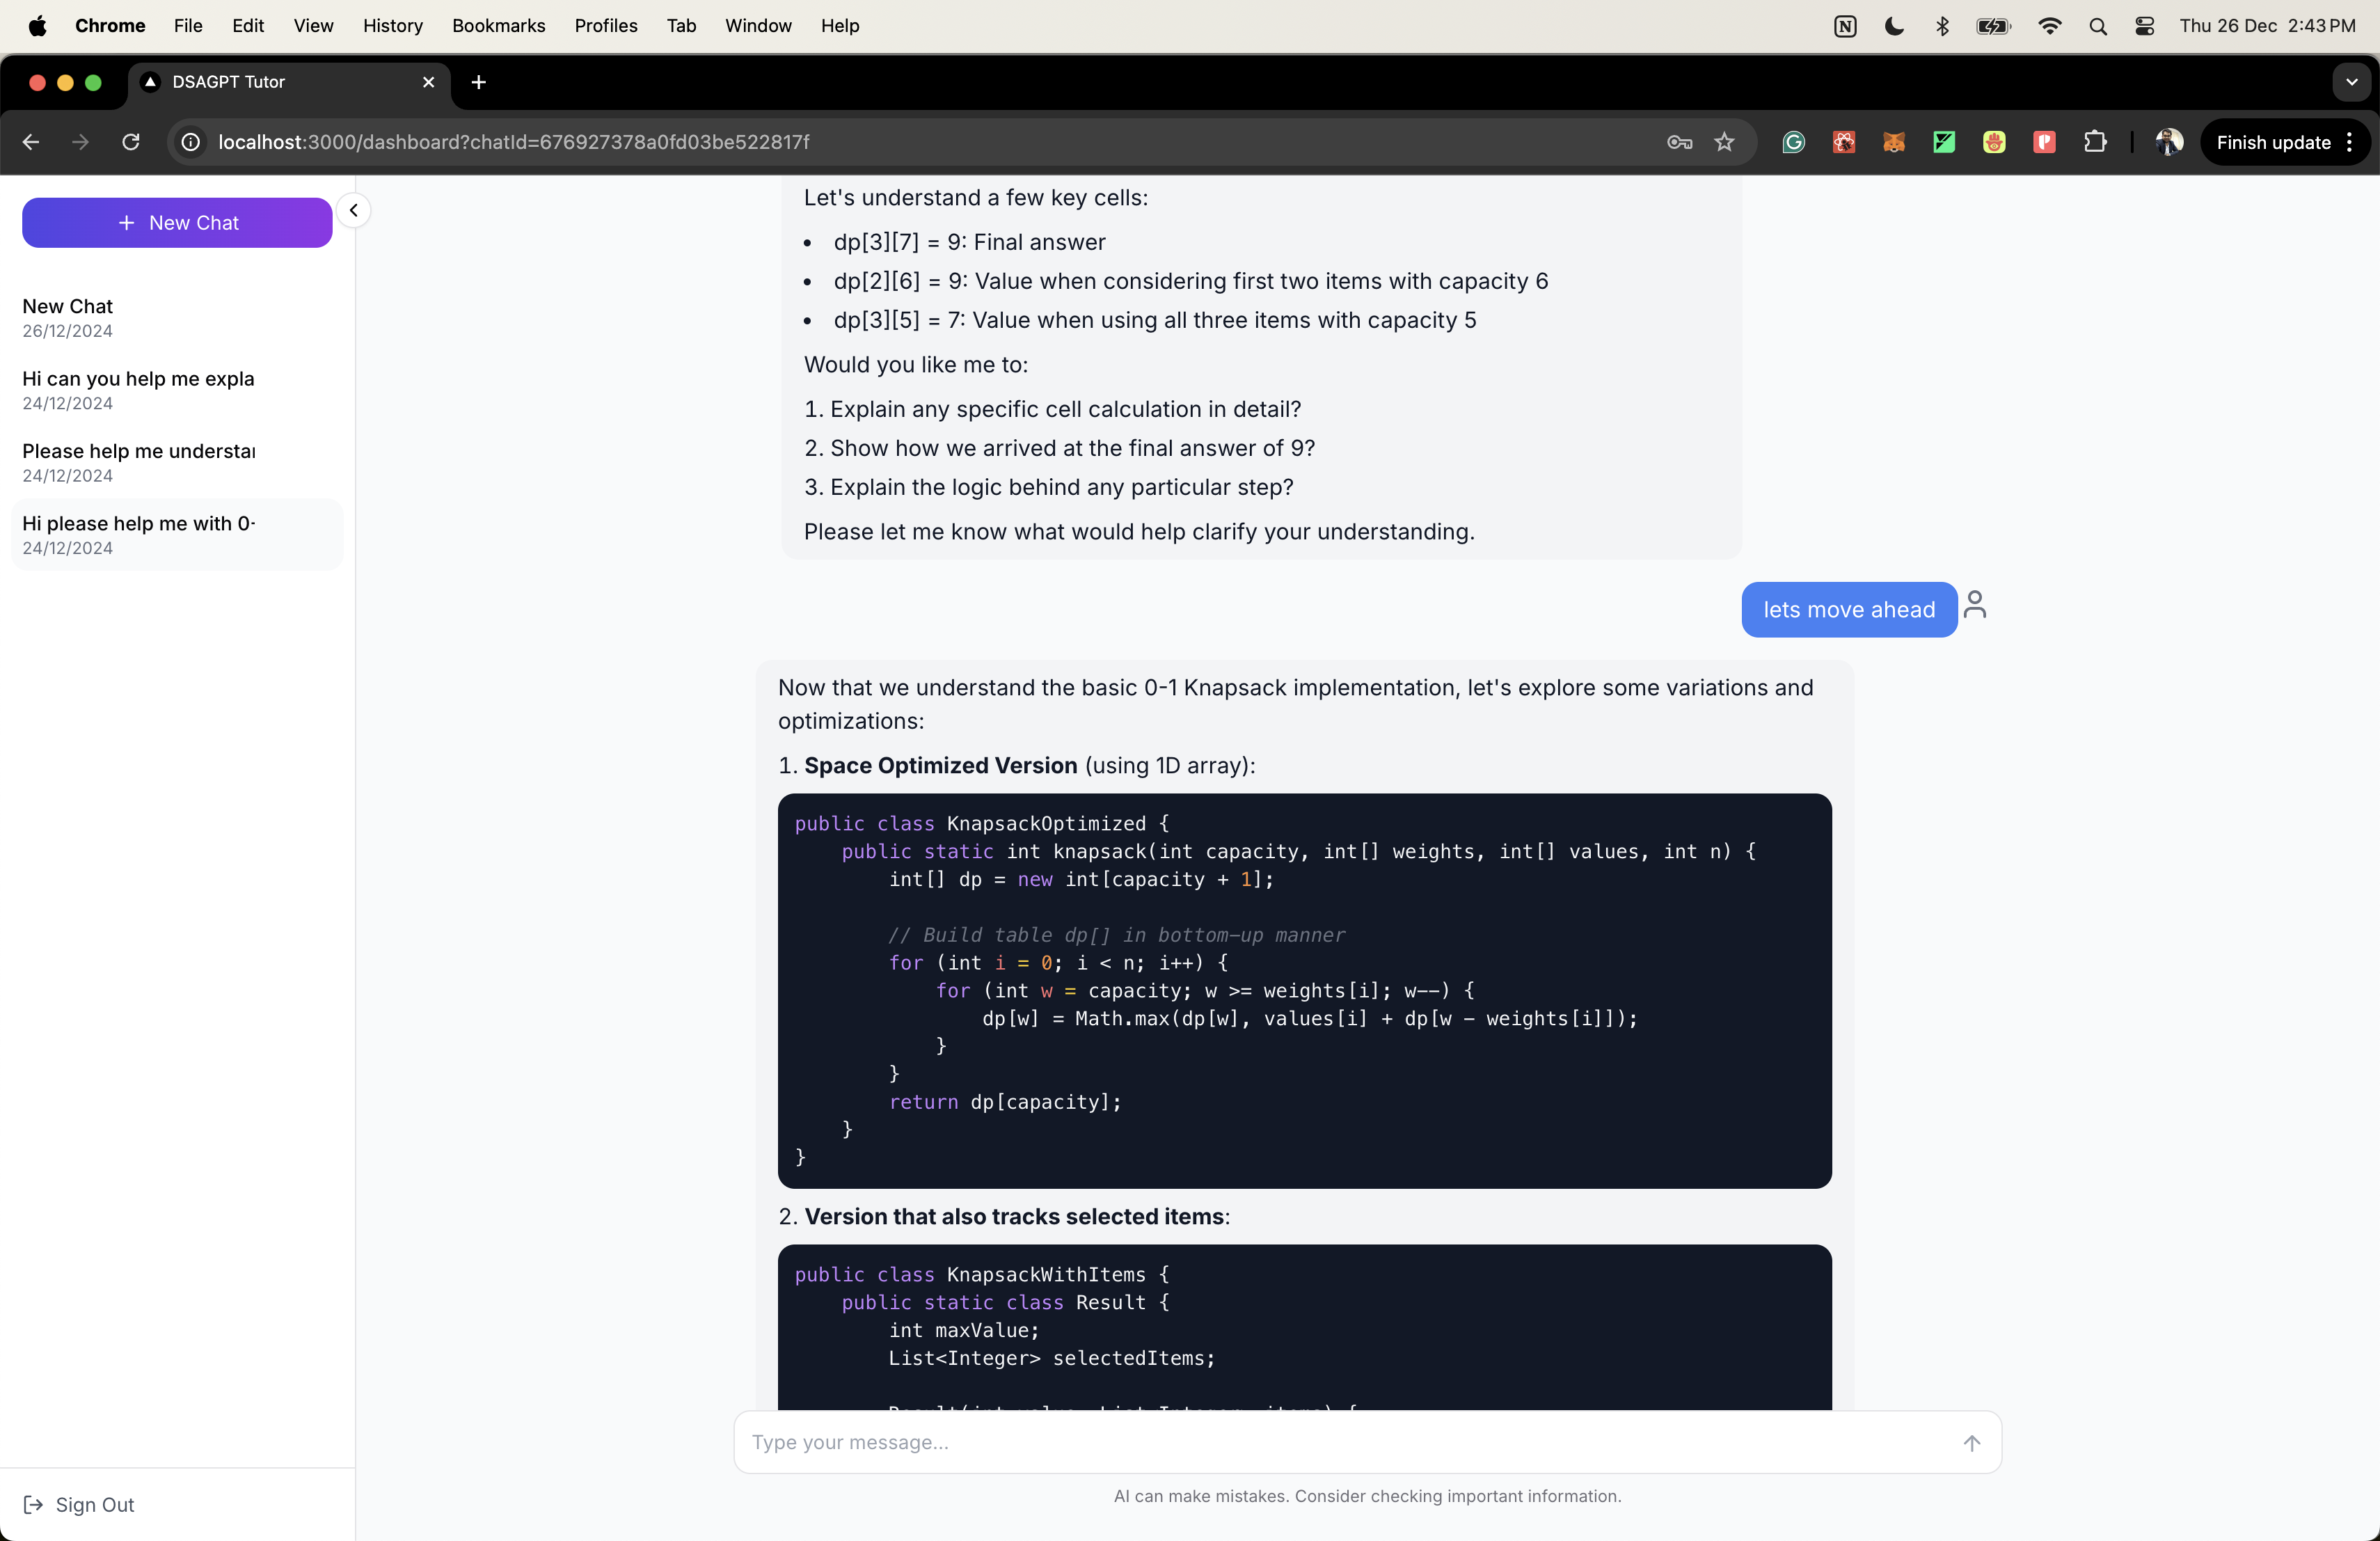 Chrome File Edit View History Bookmarks Profiles Tab Window Help Thu 26 Dec 2:43 PM
DSAGPT Tutor
localhost:3000/dashboard?chatId=676927378a0fd03be522817f
Finish update
+ New Chat
New Chat
26/12/2024
Hi can you help me expla
24/12/2024
Please help me understa
24/12/2024
Hi please help me with 0-
24/12/2024
Sign Out
Let's understand a few key cells:
• dp[3][7] = 9: Final answer
• dp[2][6] = 9: Value when considering first two items with capacity 6
• dp[3][5] = 7: Value when using all three items with capacity 5
Would you like me to:
1. Explain any specific cell calculation in detail?
2. Show how we arrived at the final answer of 9?
3. Explain the logic behind any particular step?
Please let me know what would help clarify your understanding.
lets move ahead
Now that we understand the basic 0-1 Knapsack implementation, let's explore some variations and
optimizations:
1. Space Optimized Version (using 1D array):
public class KnapsackOptimized {
    public static int knapsack(int capacity, int[] weights, int[] values, int n) {
        int[] dp = new int[capacity + 1];
        // Build table dp[] in bottom-up manner
        for (int i = 0; i < n; i++) {
            for (int w = capacity; w >= weights[i]; w--) {
                dp[w] = Math.max(dp[w], values[i] + dp[w - weights[i]]);
            }
        }
        return dp[capacity];
    }
}
2. Version that also tracks selected items:
public class KnapsackWithItems {
    public static class Result {
        int maxValue;
        List<Integer> selectedItems;
Type your message...
AI can make mistakes. Consider checking important information.